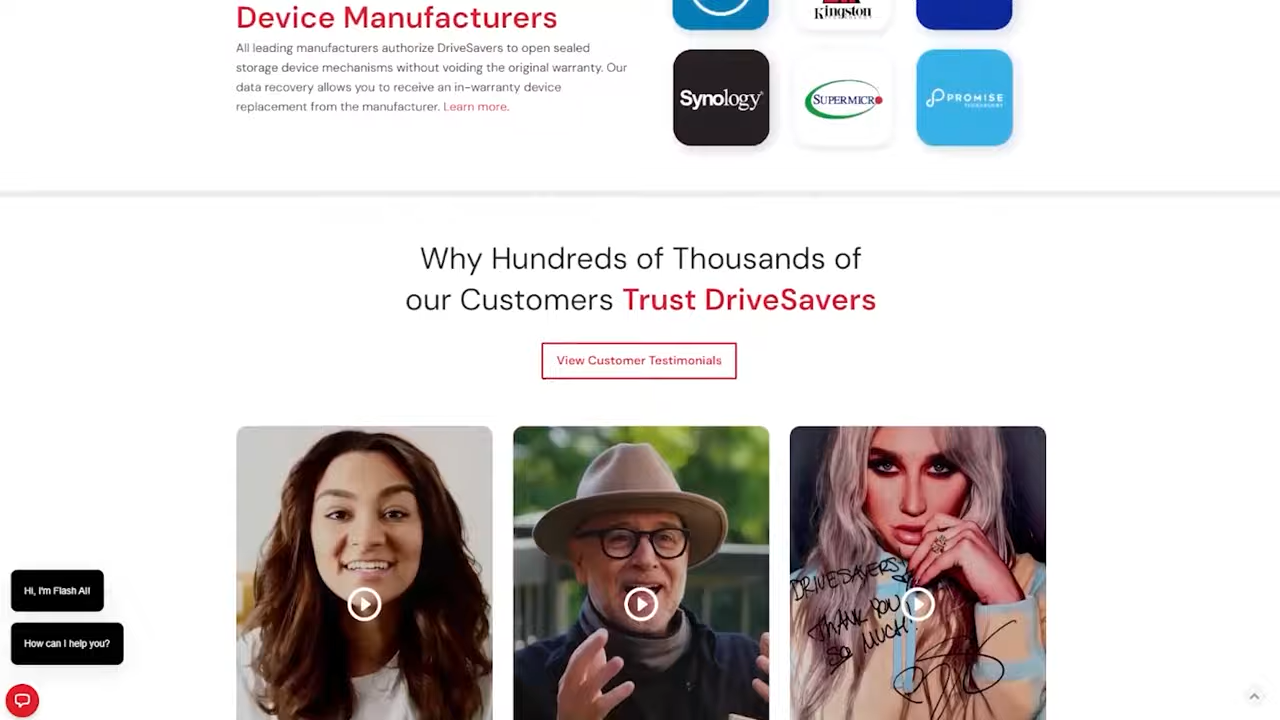 Device Manufacturers
Kingston
All leading manufacturers authorize DriveSavers to open sealed
storage device mechanisms without voiding the original warranty. Our
data recovery allows you to receive an in-warranty device
replacement from the manufacturer. Learn more.
Synology
SUPERMICRO
PROMISE
TECHNOLOGY
Why Hundreds of Thousands of
our Customers Trust DriveSavers
View Customer Testimonials
DRIVESAVERS
THANK YOU
SO MUCH!
Hi, I'm Flash AI!
How can I help you?